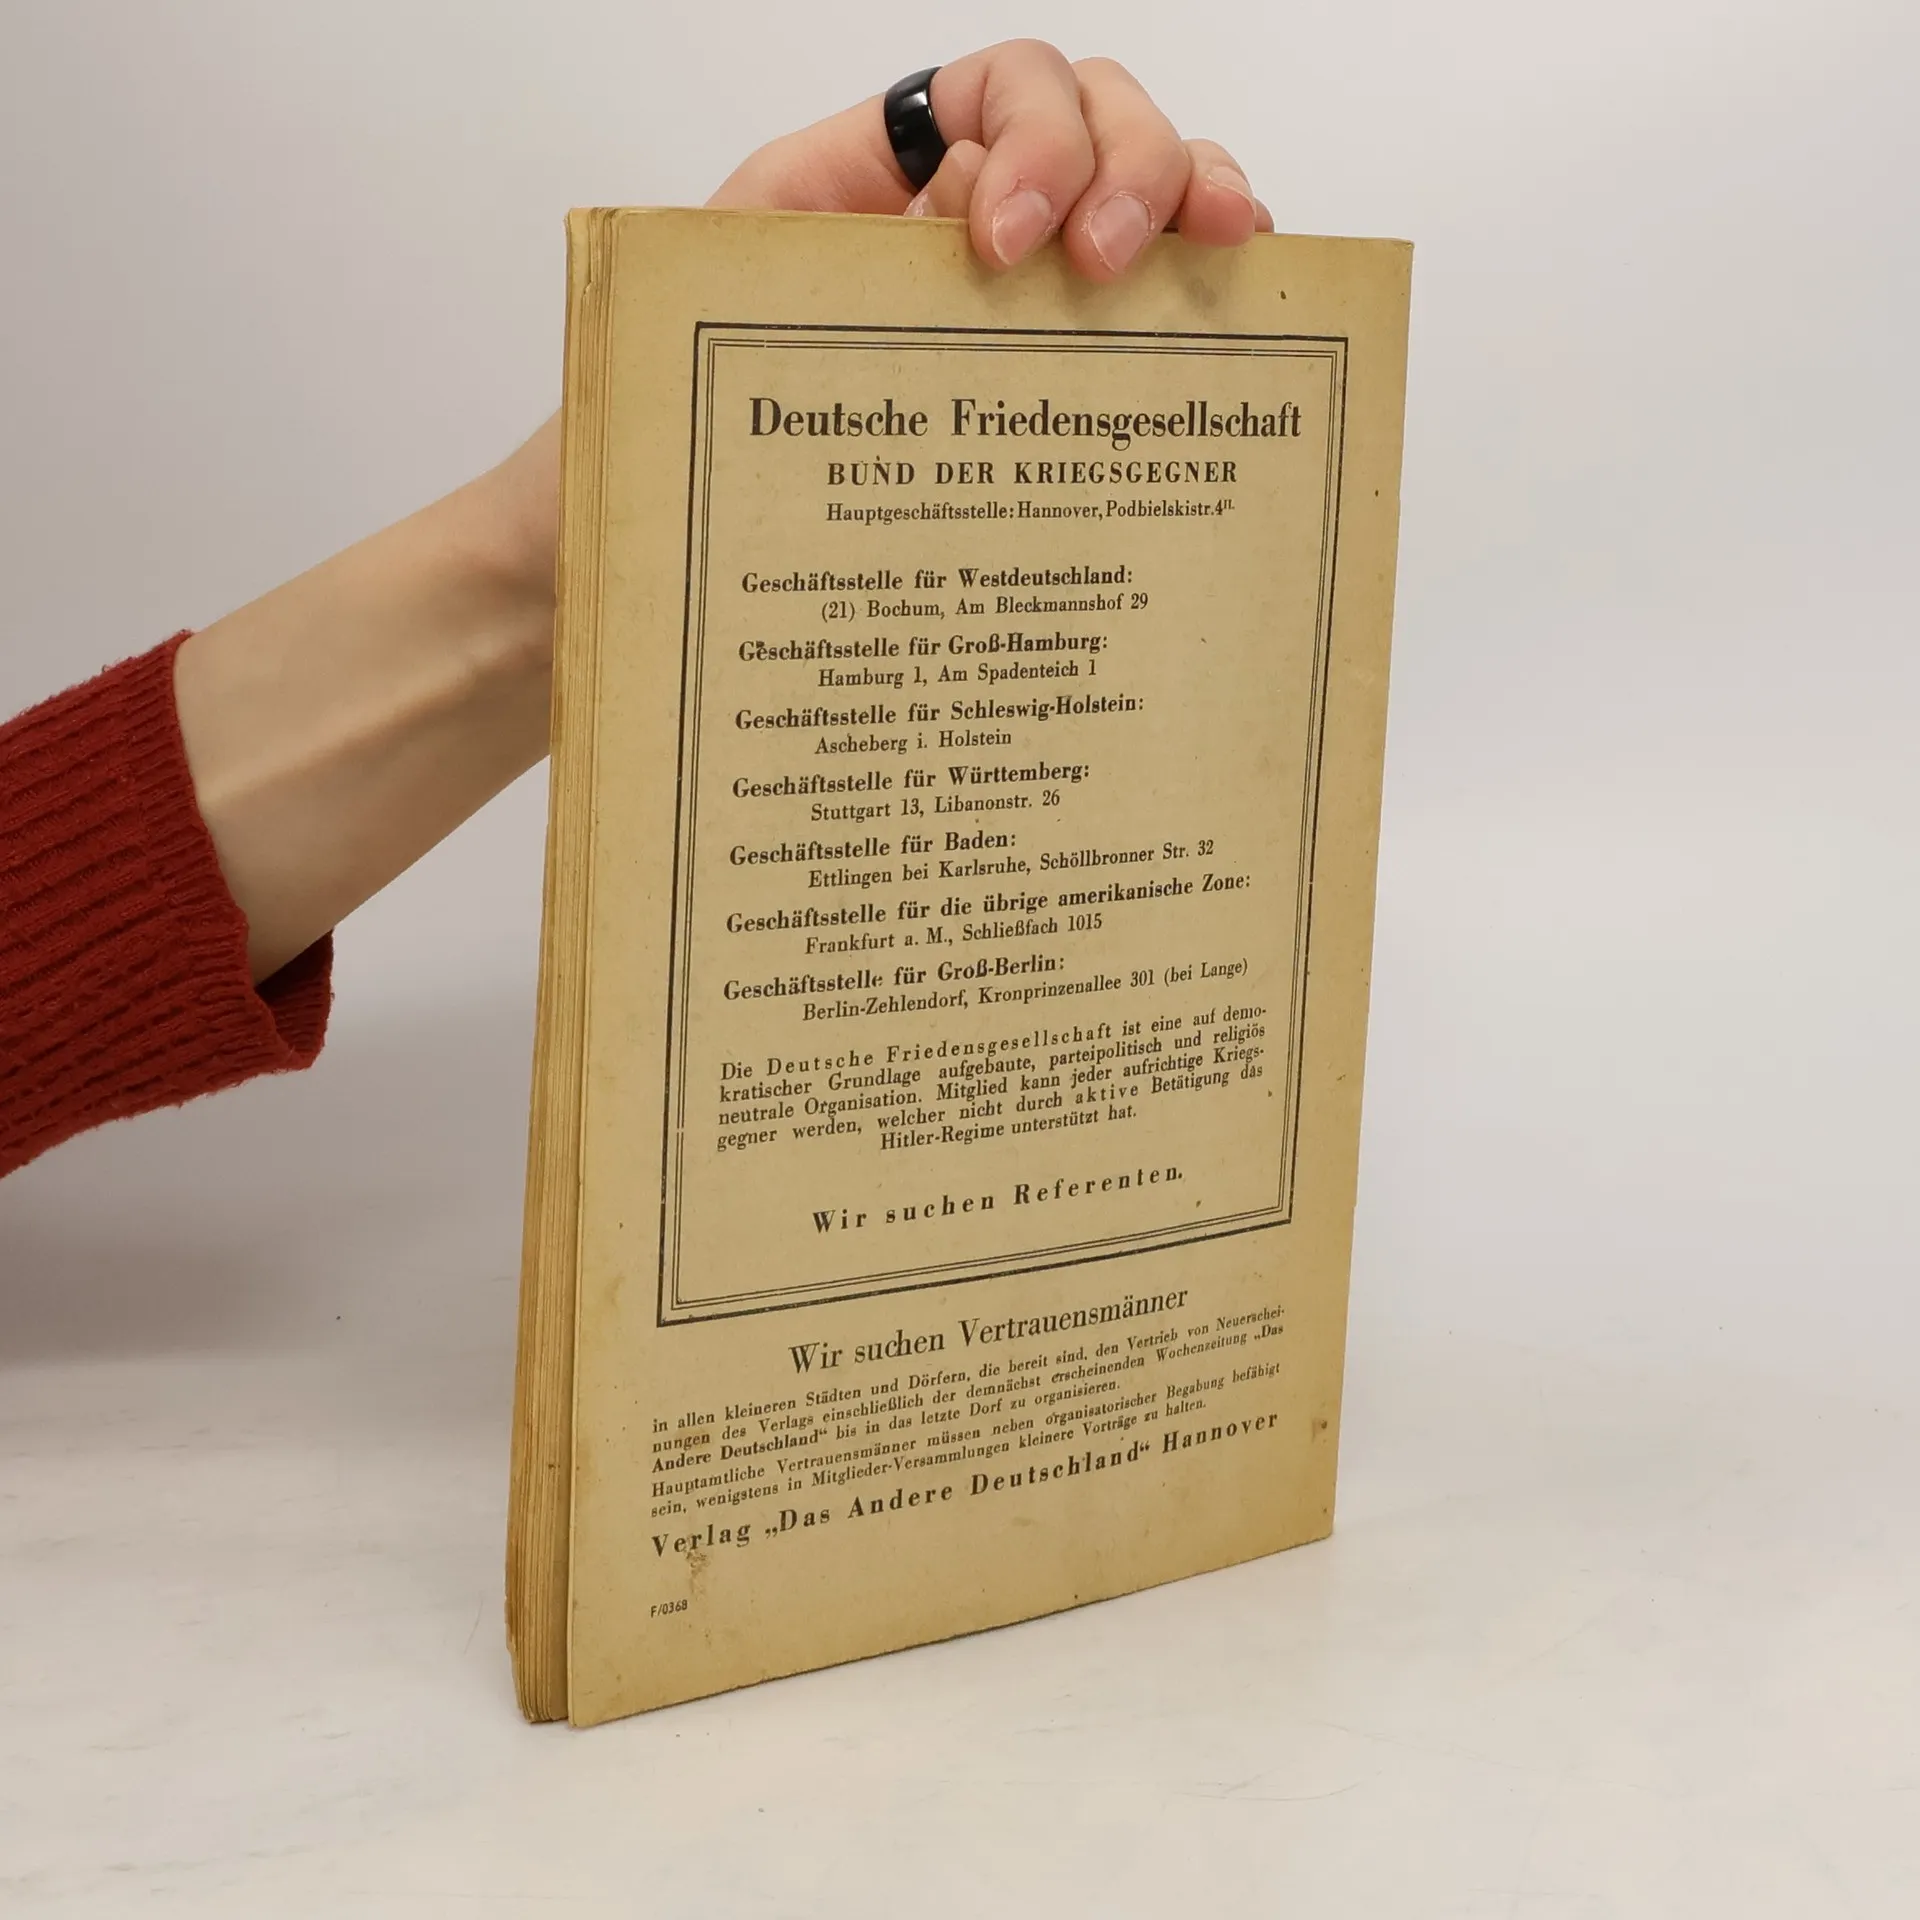 Deutsche Friedensgesellschaft
BUND DER KRIEGSGEGNER
Hauptgeschäftsstelle: Hannover, Podbielskistr. 4II.
Geschäftsstelle für Westdeutschland:
(21) Bochum, Am Bleckmannshof 29
Geschäftsstelle für Groß-Hamburg:
Hamburg 1, Am Spadenteich 1
Geschäftsstelle für Schleswig-Holstein:
Ascheberg i. Holstein
Geschäftsstelle für Württemberg:
Stuttgart 13, Libanonstr. 26
Geschäftsstelle für Baden:
Ettlingen bei Karlsruhe, Schöllbronner Str. 32
Geschäftsstelle für die übrige amerikanische Zone:
Frankfurt a. M., Schließfach 1015
Geschäftsstelle für Groß-Berlin:
Berlin-Zehlendorf, Kronprinzenallee 301 (bei Lange)
Die Deutsche Friedensgesellschaft ist eine auf demo-
kratischer Grundlage aufgebaute, parteipolitisch und religiös
neutrale Organisation. Mitglied kann jeder aufrichtige Kriegs-
gegner werden, welcher nicht durch aktive Betätigung das
Hitler-Regime unterstützt hat.
Wir suchen Referenten.
Wir suchen Vertrauensmänner
in allen kleineren Städten und Dörfern, die bereit sind, den Vertrieb von Neuerschei-
nungen des Verlags einschließlich der demnächst erscheinenden Wochenzeitung „Das
Andere Deutschland“ bis in das letzte Dorf zu organisieren.
Hauptamtliche Vertrauensmänner müssen neben organisatorischer Begabung befähigt
sein, wenigstens in Mitglieder-Versammlungen kleinere Vorträge zu halten.
Verlag „Das Andere Deutschland“ Hannover
F/0368